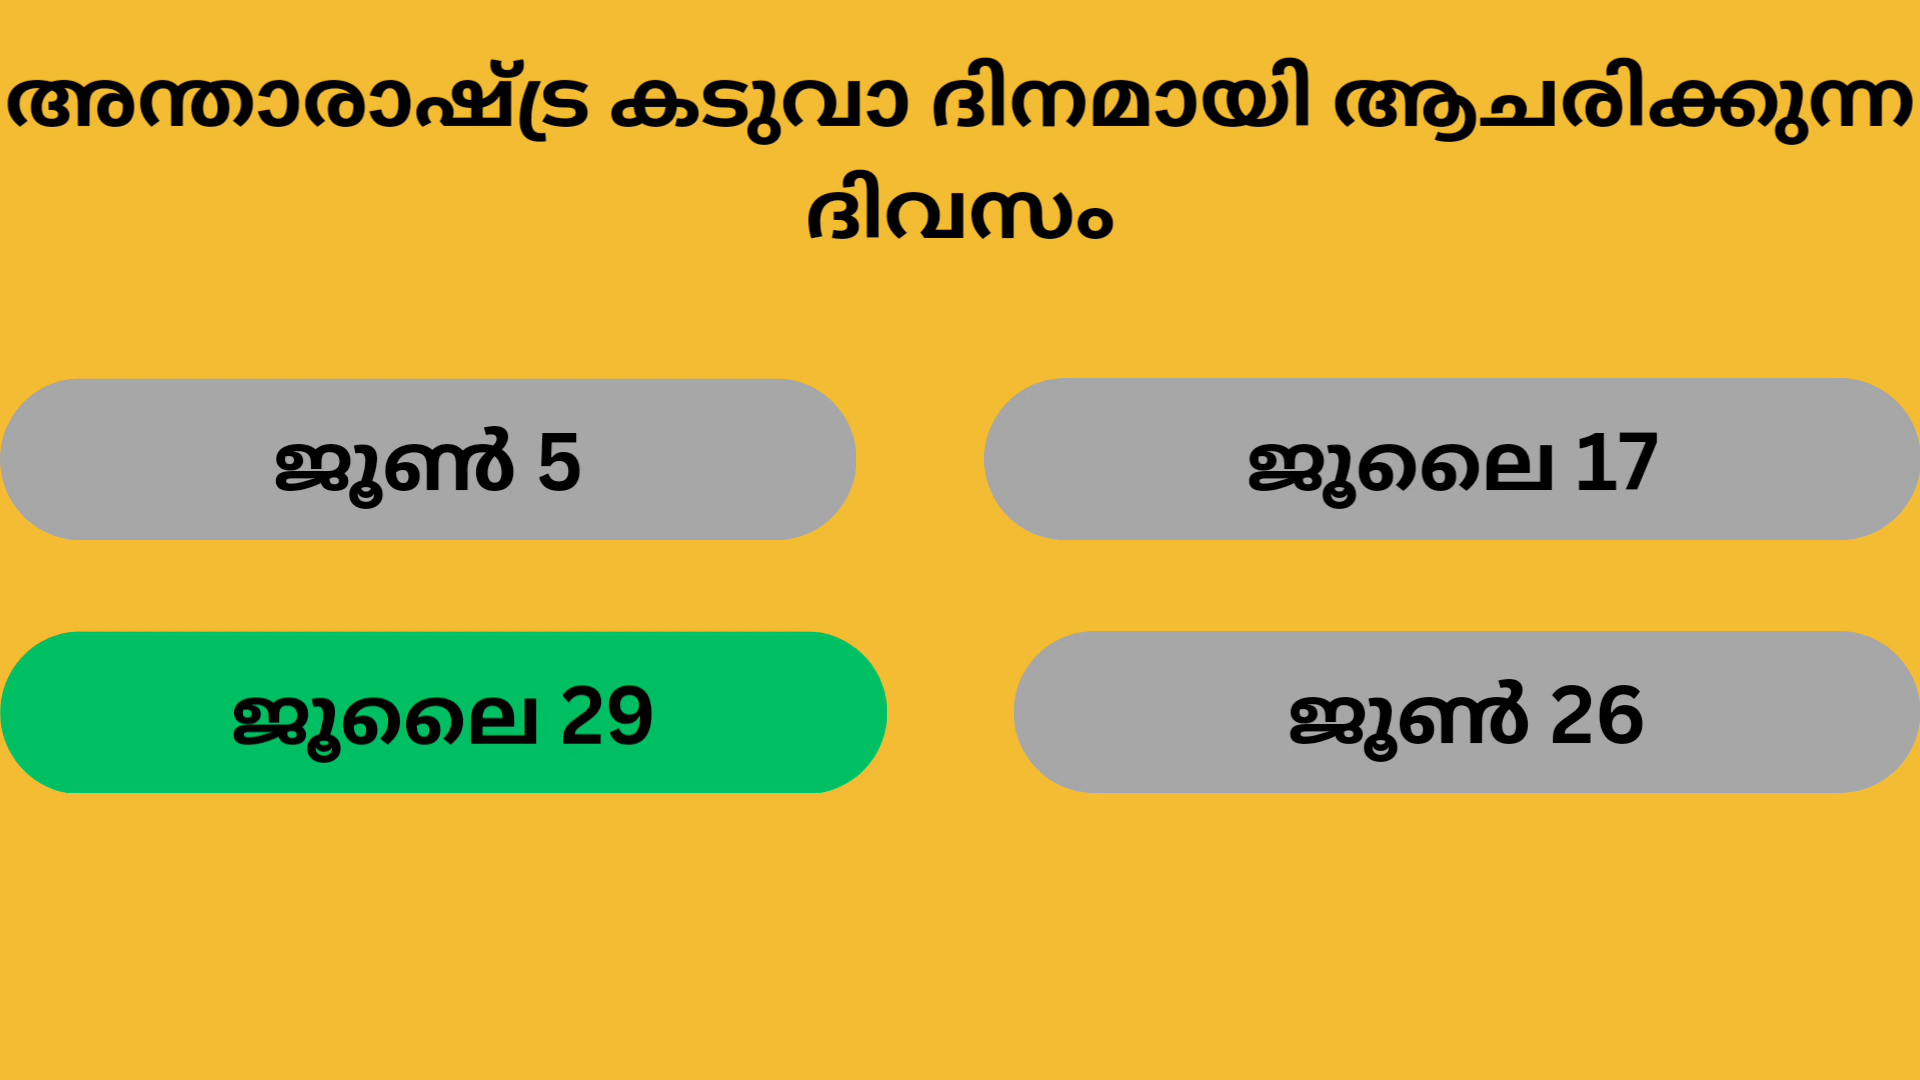 അന്താരാഷ്ട്ര കടുവാ ദിനമായി ആചരിക്കുന്ന
ദിവസം
ജൂൺ 5
ജൂലൈ 17
ജൂലൈ 29
ജൂൺ 26